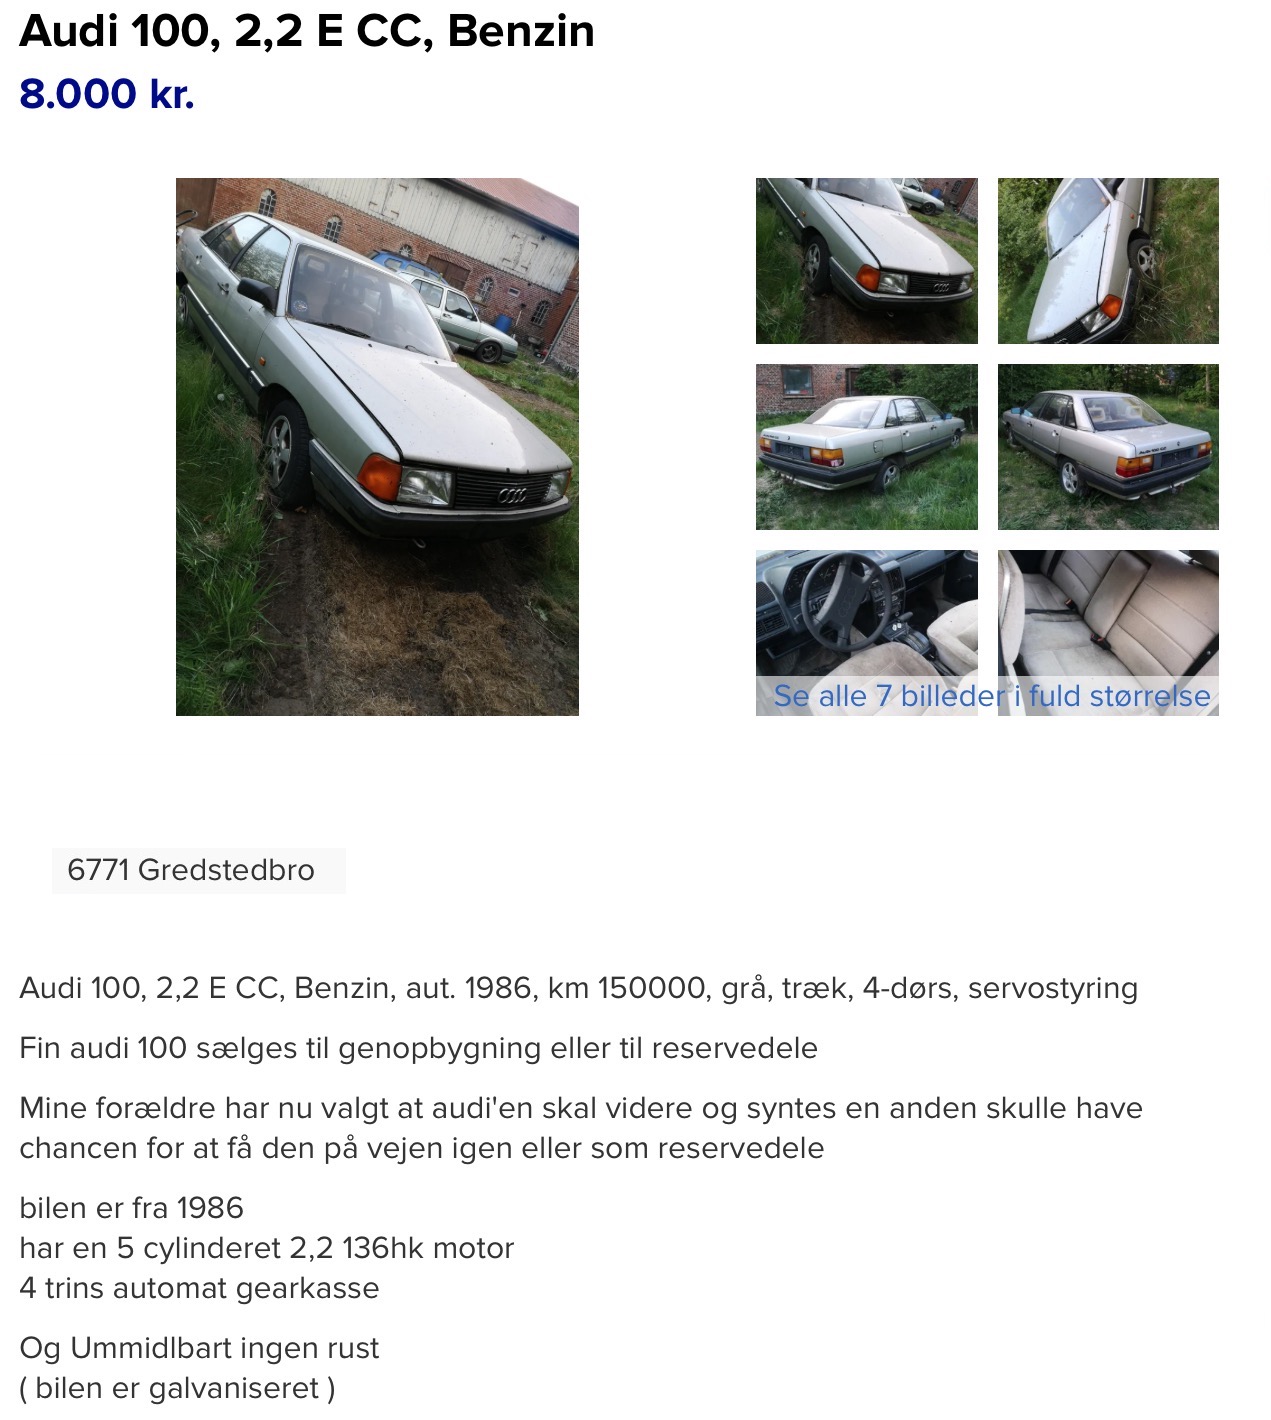 Audi 100, 2,2 E CC, Benzin
8.000 kr.
Se alle 7 billeder i fuld størrelse
6771 Gredstedbro
Audi 100, 2,2 E CC, Benzin, aut. 1986, km 150000, grå, træk, 4-dørs, servostyring
Fin audi 100 sælges til genopbygning eller til reservedele
Mine forældre har nu valgt at audi'en skal videre og syntes en anden skulle have
chancen for at få den på vejen igen eller som reservedele
bilen er fra 1986
har en 5 cylinderet 2,2 136hk motor
4 trins automat gearkasse
Og Ummidlbart ingen rust
( bilen er galvaniseret )